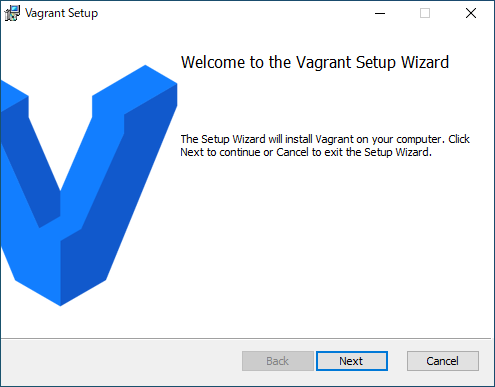 Vagrant Setup
Welcome to the Vagrant Setup Wizard
The Setup Wizard will install Vagrant on your computer. Click
Next to continue or Cancel to exit the Setup Wizard.
Back
Next
Cancel